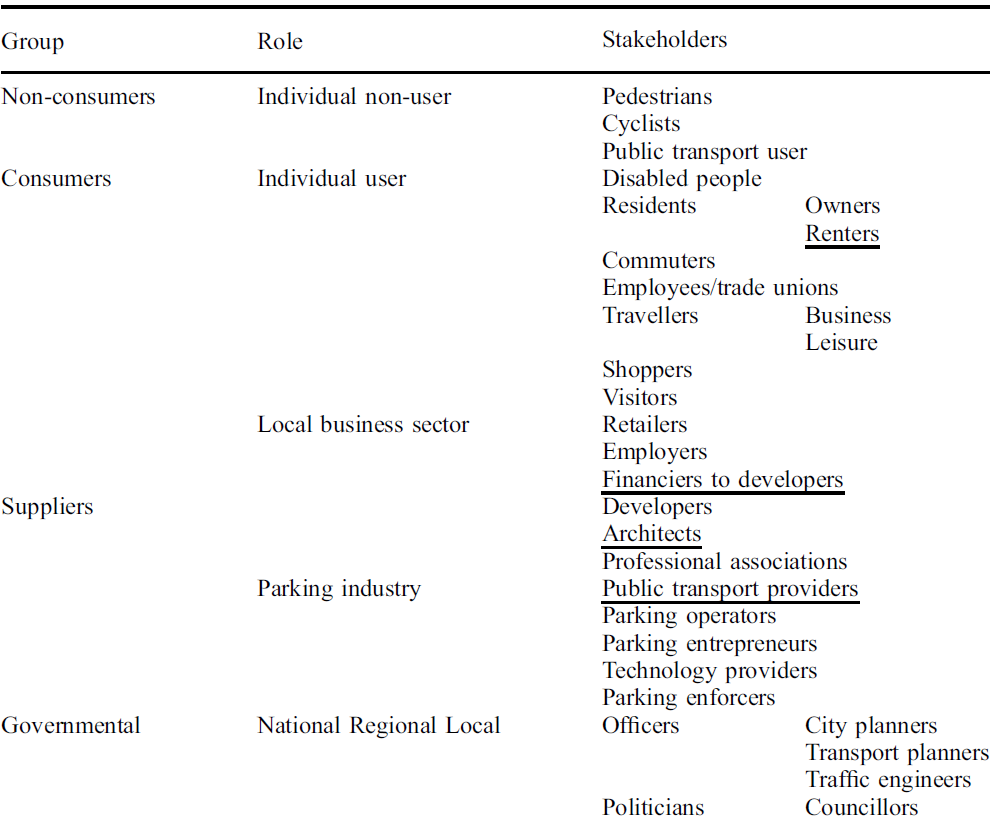 Group Role Stakeholders
Non-consumers Individual non-user Pedestrians
Cyclists
Public transport user
Consumers Individual user Disabled people
Residents Owners
Renters
Commuters
Employees/trade unions
Travellers Business
Leisure
Shoppers
Visitors
Local business sector Retailers
Employers
Financiers to developers
Suppliers Developers
Architects
Professional associations
Parking industry Public transport providers
Parking operators
Parking entrepreneurs
Technology providers
Parking enforcers
Governmental National Regional Local Officers City planners
Transport planners
Traffic engineers
Politicians Councillors